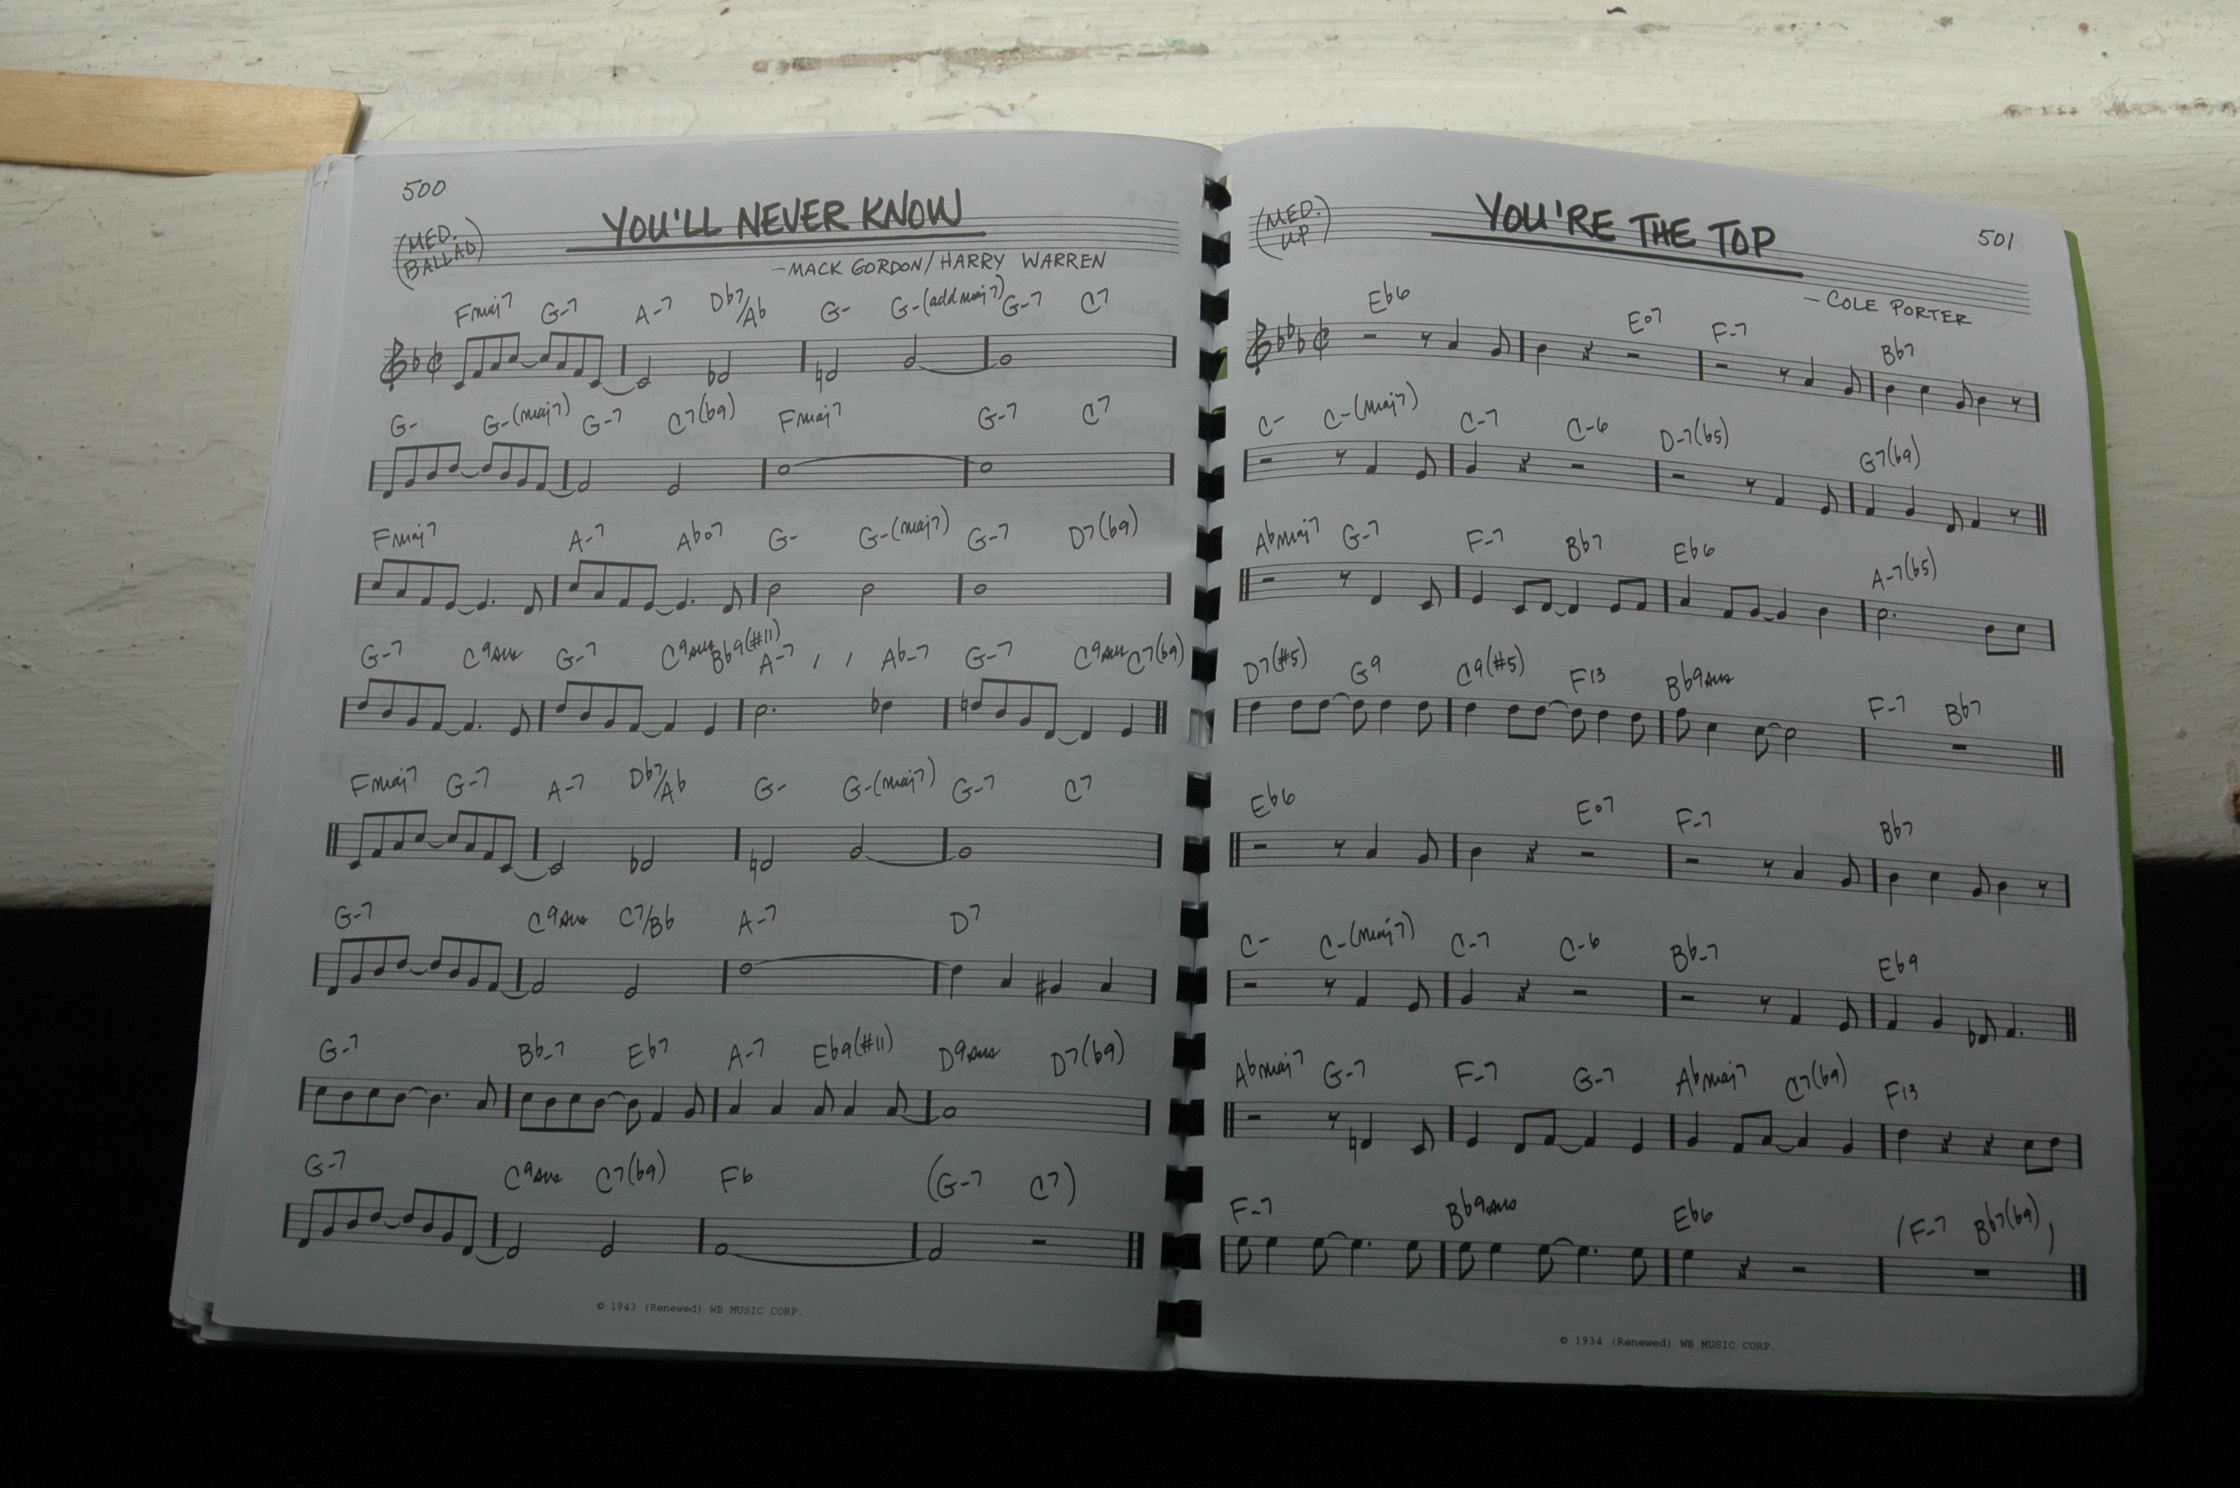 500
YOU'LL NEVER KNOW
(MED. BALLAD)
–MACK GORDON/HARRY WARREN
Fmaj7 G-7 A-7 Db7/Ab G- G-(add maj7) G-7 C7
G- G-(maj7) G-7 C7(b9) Fmaj7 G-7 C7
Fmaj7 A-7 Abo7 G- G-(maj7) G-7 D7(b9)
G-7 C9sus G-7 C9sus Bb9(#11) A-7 / / Ab-7 G-7 C9sus C7(b9)
Fmaj7 G-7 A-7 Db7/Ab G- G-(maj7) G-7 C7
G-7 C9sus C7/Bb A-7 D7
G-7 Bb-7 Eb7 A-7 Eb9(#11) D9sus D7(b9)
G-7 C9sus C7(b9) F6 (G-7 C7)
© 1943 (Renewed) WB MUSIC CORP.
(MED. UP)
YOU'RE THE TOP
501
–COLE PORTER
Eb6 Eo7 F-7 Bb7
C- C-(maj7) C-7 C-6 D-7(b5) G7(b9)
Abmaj7 G-7 F-7 Bb7 Eb6 A-7(b5)
D7(#5) G9 C9(#5) F13 Bb9sus F-7 Bb7
Eb6 Eo7 F-7 Bb7
C- C-(maj7) C-7 C-6 Bb-7 Eb9
Abmaj7 G-7 F-7 G-7 Abmaj7 C7(b9) F13
F-7 Bb9sus Eb6 (F-7 Bb7(b9))
© 1934 (Renewed) WB MUSIC CORP.